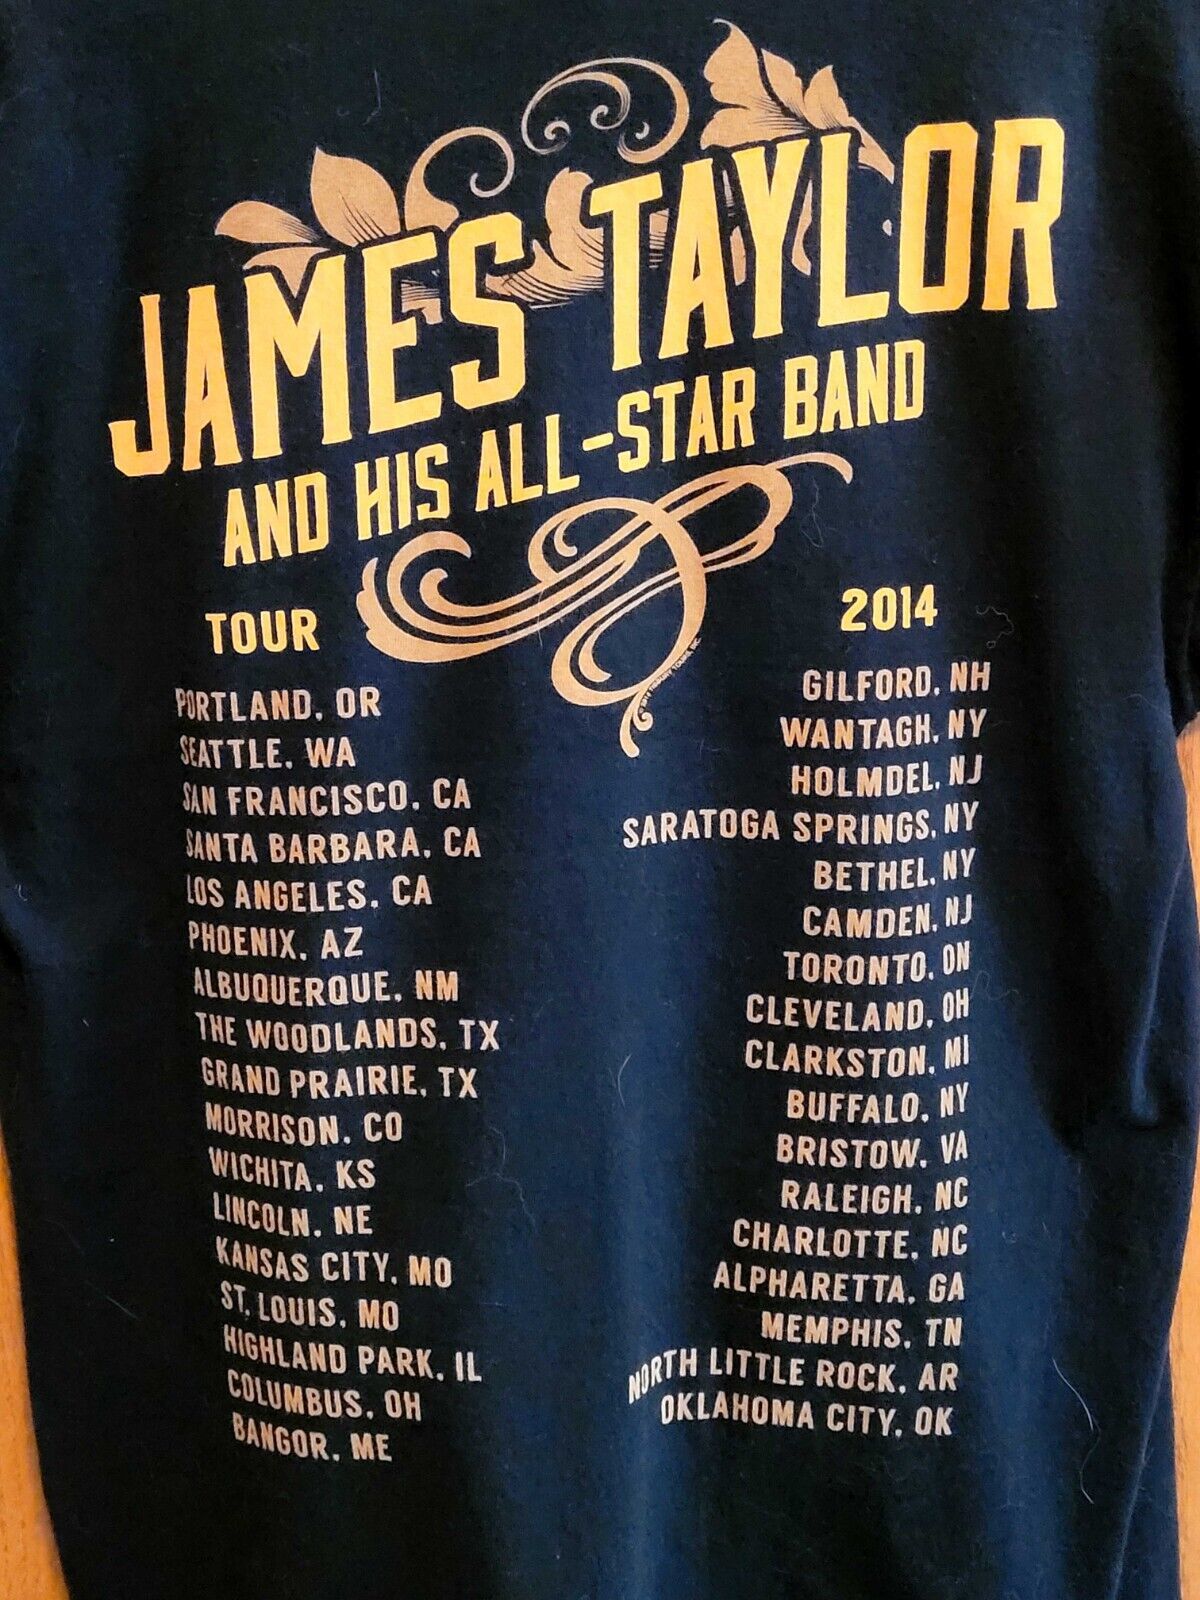 JAMES TAYLOR
AND HIS ALL-STAR BAND
TOUR
2014
PORTLAND, OR
SEATTLE, WA
SAN FRANCISCO, CA
SANTA BARBARA, CA
LOS ANGELES, CA
PHOENIX, AZ
ALBUQUERQUE, NM
THE WOODLANDS, TX
GRAND PRAIRIE, TX
MORRISON, CO
WICHITA, KS
LINCOLN, NE
KANSAS CITY, MO
ST. LOUIS, MO
HIGHLAND PARK, IL
COLUMBUS, OH
BANGOR, ME
GILFORD, NH
WANTAGH, NY
HOLMDEL, NJ
SARATOGA SPRINGS, NY
BETHEL, NY
CAMDEN, NJ
TORONTO, ON
CLEVELAND, OH
CLARKSTON, MI
BUFFALO, NY
BRISTOW, VA
RALEIGH, NC
CHARLOTTE, NC
ALPHARETTA, GA
MEMPHIS, TN
NORTH LITTLE ROCK, AR
OKLAHOMA CITY, OK